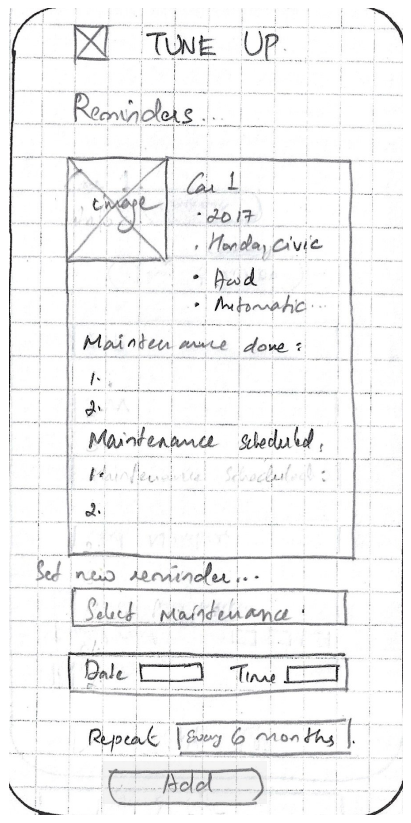 TUNE UP
Reminders...
image
Car 1
• 2017
• Honda, Civic
• Awd
• Automatic...
Maintenance done:
1.
2.
Maintenance scheduled,
1. Maintenance Scheduled:
2.
Set new reminder...
Select Maintenance.
Date Time
Repeat Every 6 months.
Add